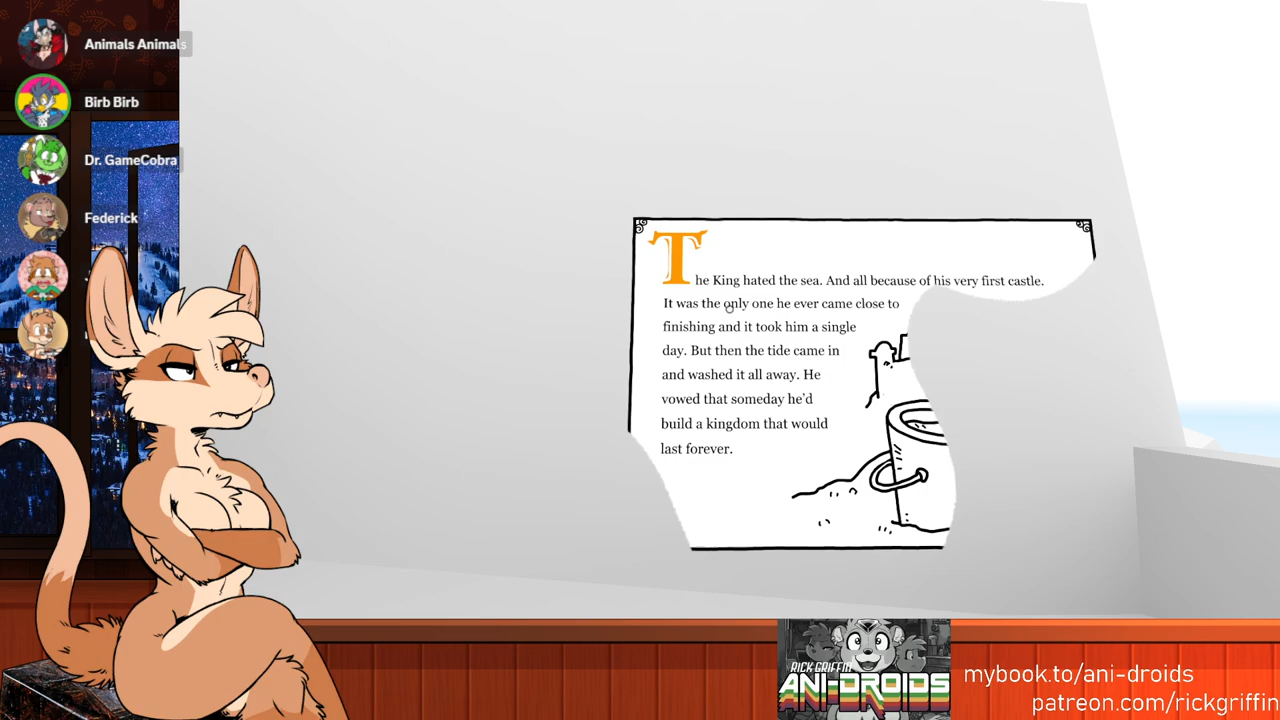 Animals Animals
Birb Birb
Dr. GameCobra
Federick
The King hated the sea. And all because of his very first castle.
It was the only one he ever came close to
finishing and it took him a single
day. But then the tide came in
and washed it all away. He
vowed that someday he'd
build a kingdom that would
last forever.
RICK GRIFFIN
ANI-DROIDS
mybook.to/ani-droids
patreon.com/rickgriffin